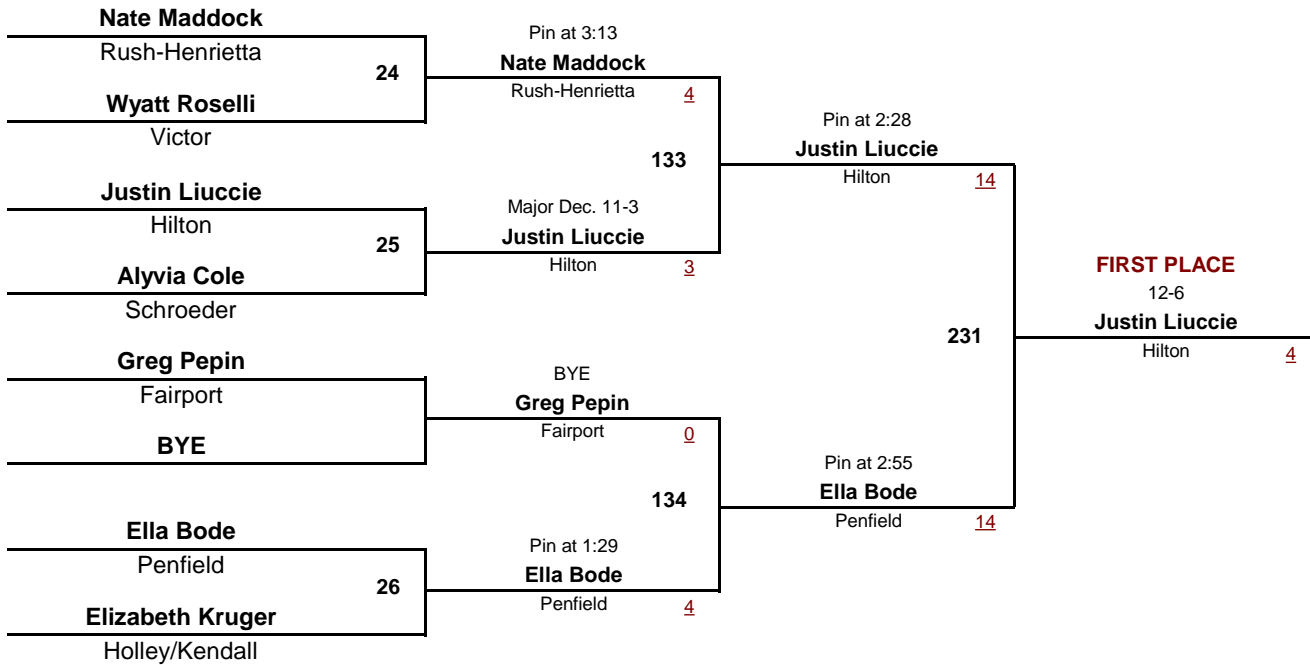 Nate Maddock
Rush-Henrietta
24
Wyatt Roselli
Victor
Justin Liuccie
Hilton
25
Alyvia Cole
Schroeder
Greg Pepin
Fairport
BYE
Ella Bode
Penfield
26
Elizabeth Kruger
Holley/Kendall
Pin at 3:13
Nate Maddock
Rush-Henrietta 4
133
Major Dec. 11-3
Justin Liuccie
Hilton 3
BYE
Greg Pepin
Fairport 0
134
Pin at 1:29
Ella Bode
Penfield 4
Pin at 2:28
Justin Liuccie
Hilton 14
231
Pin at 2:55
Ella Bode
Penfield 14
FIRST PLACE
12-6
Justin Liuccie
Hilton 4